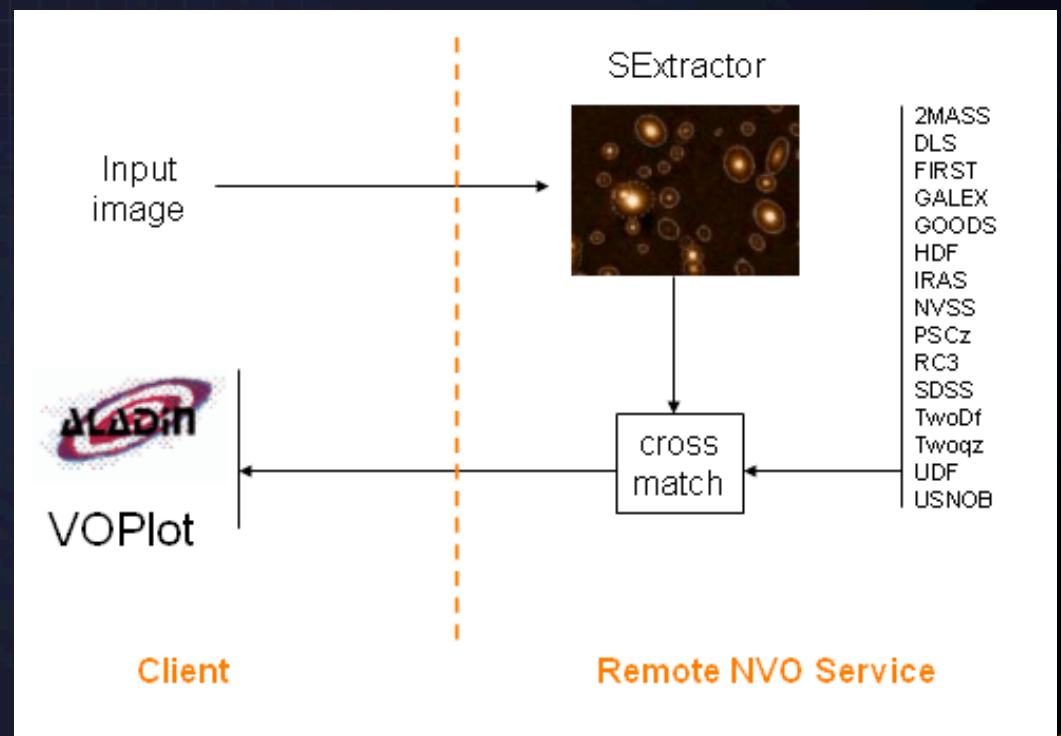 SExtractor
Input
image
2MASS
DLS
FIRST
GALEX
GOODS
HDF
IRAS
NVSS
PSCz
RC3
SDSS
TwoDf
Twoqz
UDF
USNOB
cross
match
ALADiN
VOPlot
Client
Remote NVO Service